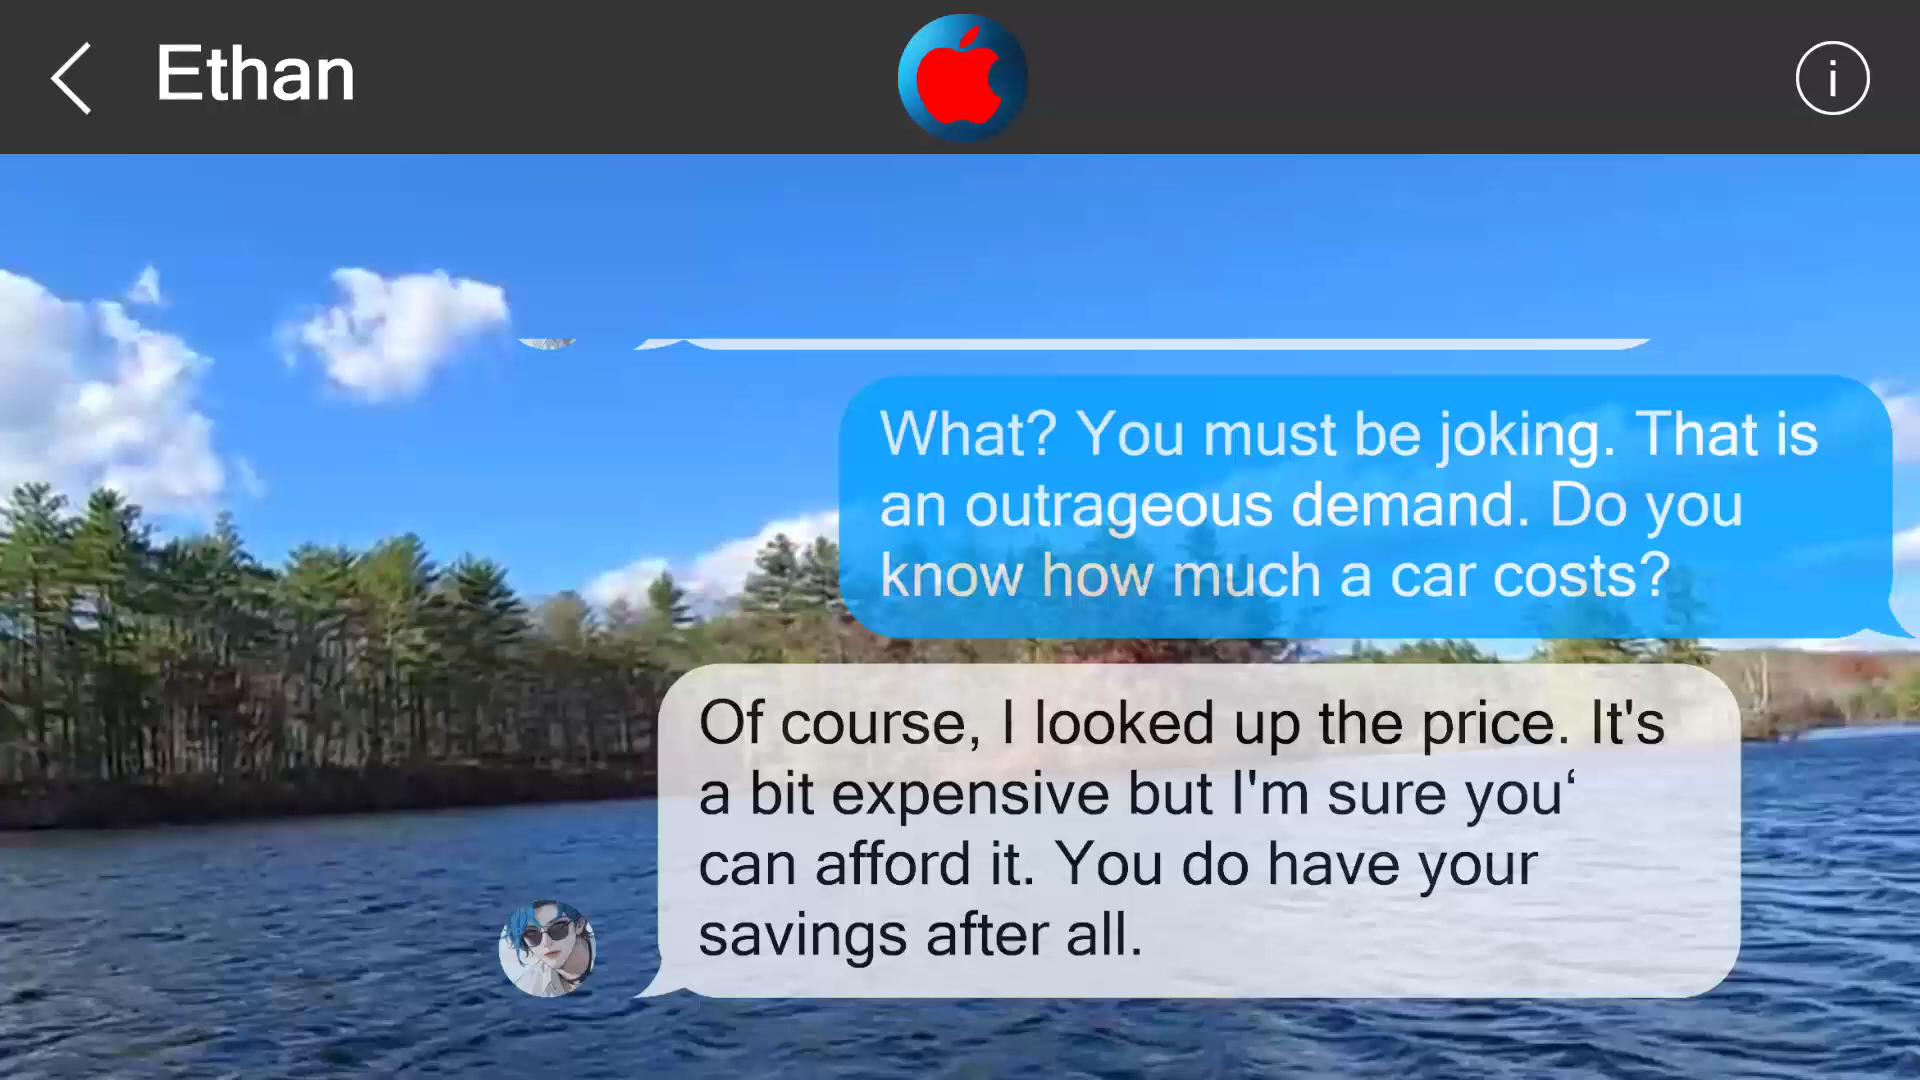 Ethan
i
What? You must be joking. That is
an outrageous demand. Do you
know how much a car costs?
Of course, I looked up the price. It's
a bit expensive but I'm sure you‘
can afford it. You do have your
savings after all.